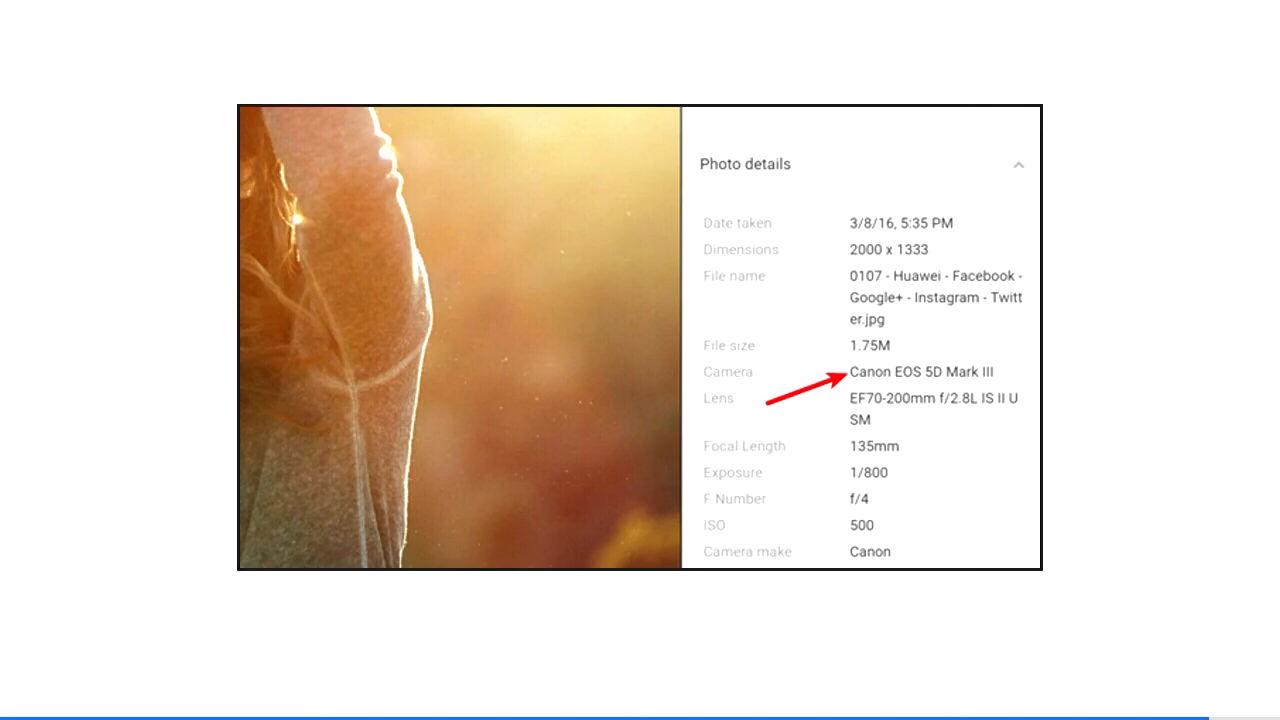 Photo details
Date taken 3/8/16, 5:35 PM
Dimensions 2000 x 1333
File name 0107 - Huawei - Facebook -
Google+ - Instagram - Twitt
er.jpg
File size 1.75M
Camera Canon EOS 5D Mark III
Lens EF70-200mm f/2.8L IS II U
SM
Focal Length 135mm
Exposure 1/800
F Number f/4
ISO 500
Camera make Canon